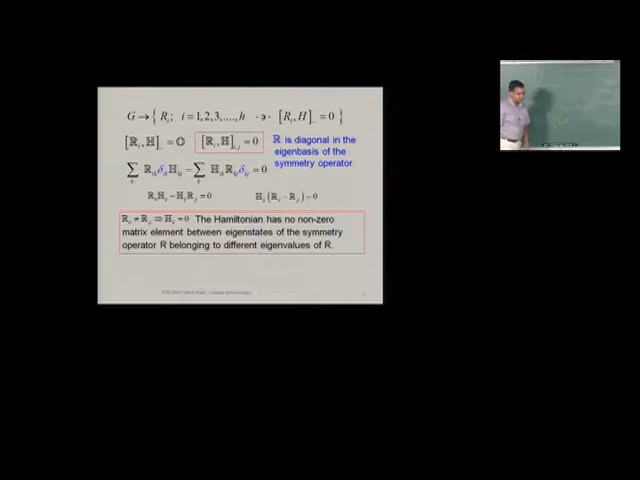 G → { R_i; i = 1,2,3,....,h ·∍· [R_i, H]_ = 0 }
[ℝ_i, ℍ]_ = 𝕆 [ℝ_i, ℍ]_{i,j} = 0 ℝ is diagonal in the
eigenbasis of the
symmetry operator
∑_k ℝ_{ik} δ_{ki} ℍ_{kj} − ∑_k ℍ_{ik} ℝ_{kj} δ_{kj} = 0
ℝ_{ii} ℍ_{ij} − ℍ_{ij} ℝ_{jj} = 0 ℍ_{ij} (ℝ_{ii} − ℝ_{jj}) = 0
ℝ_{ii} ≠ ℝ_{jj} ⇒ ℍ_{ij} = 0 The Hamiltonian has no non-zero
matrix element between eigenstates of the symmetry
operator R belonging to different eigenvalues of R.